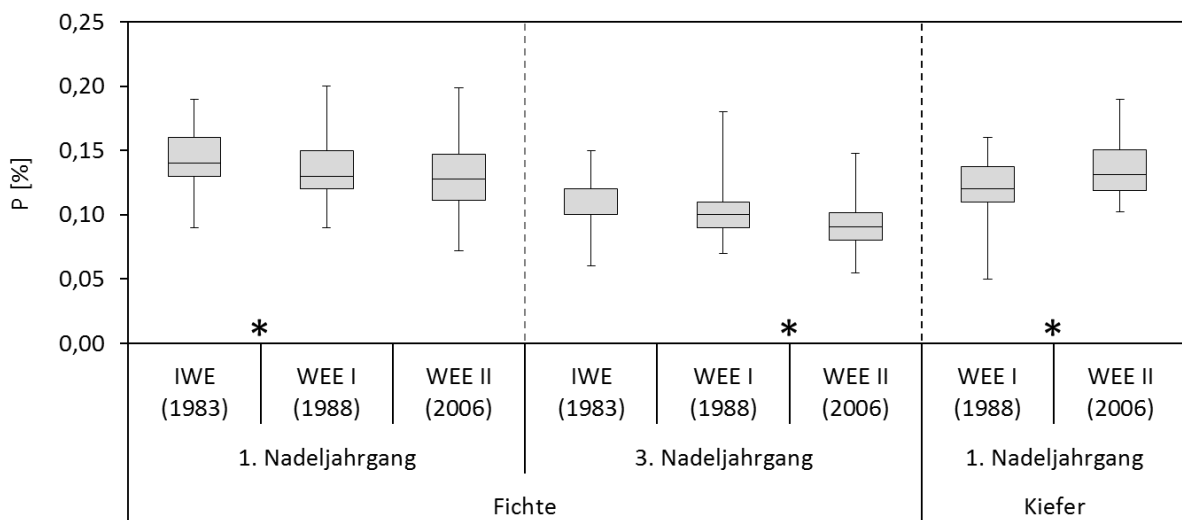 0,25
0,20
0,15
0,10
0,05
0,00
P [%]
* * *
IWE WEE I WEE II IWE WEE I WEE II WEE I WEE II
(1983) (1988) (2006) (1983) (1988) (2006) (1988) (2006)
1. Nadeljahrgang 3. Nadeljahrgang 1. Nadeljahrgang
Fichte Kiefer